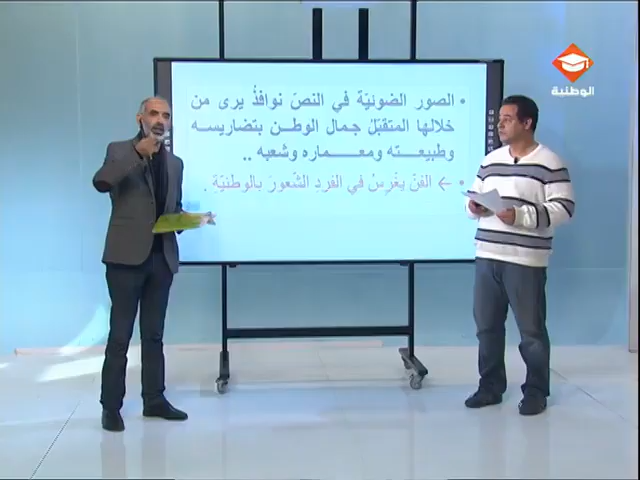 • الصور الضوئيّة في النصّ نوافذُ يرى من
خلالها المتقبّلُ جمال الوطن بتضاريسه
وطبيعته ومعماره وشعبه ..
• ← الفنّ يَغْرِسُ في الفردِ الشّعورَ بالوطنيّة .
الوطنية